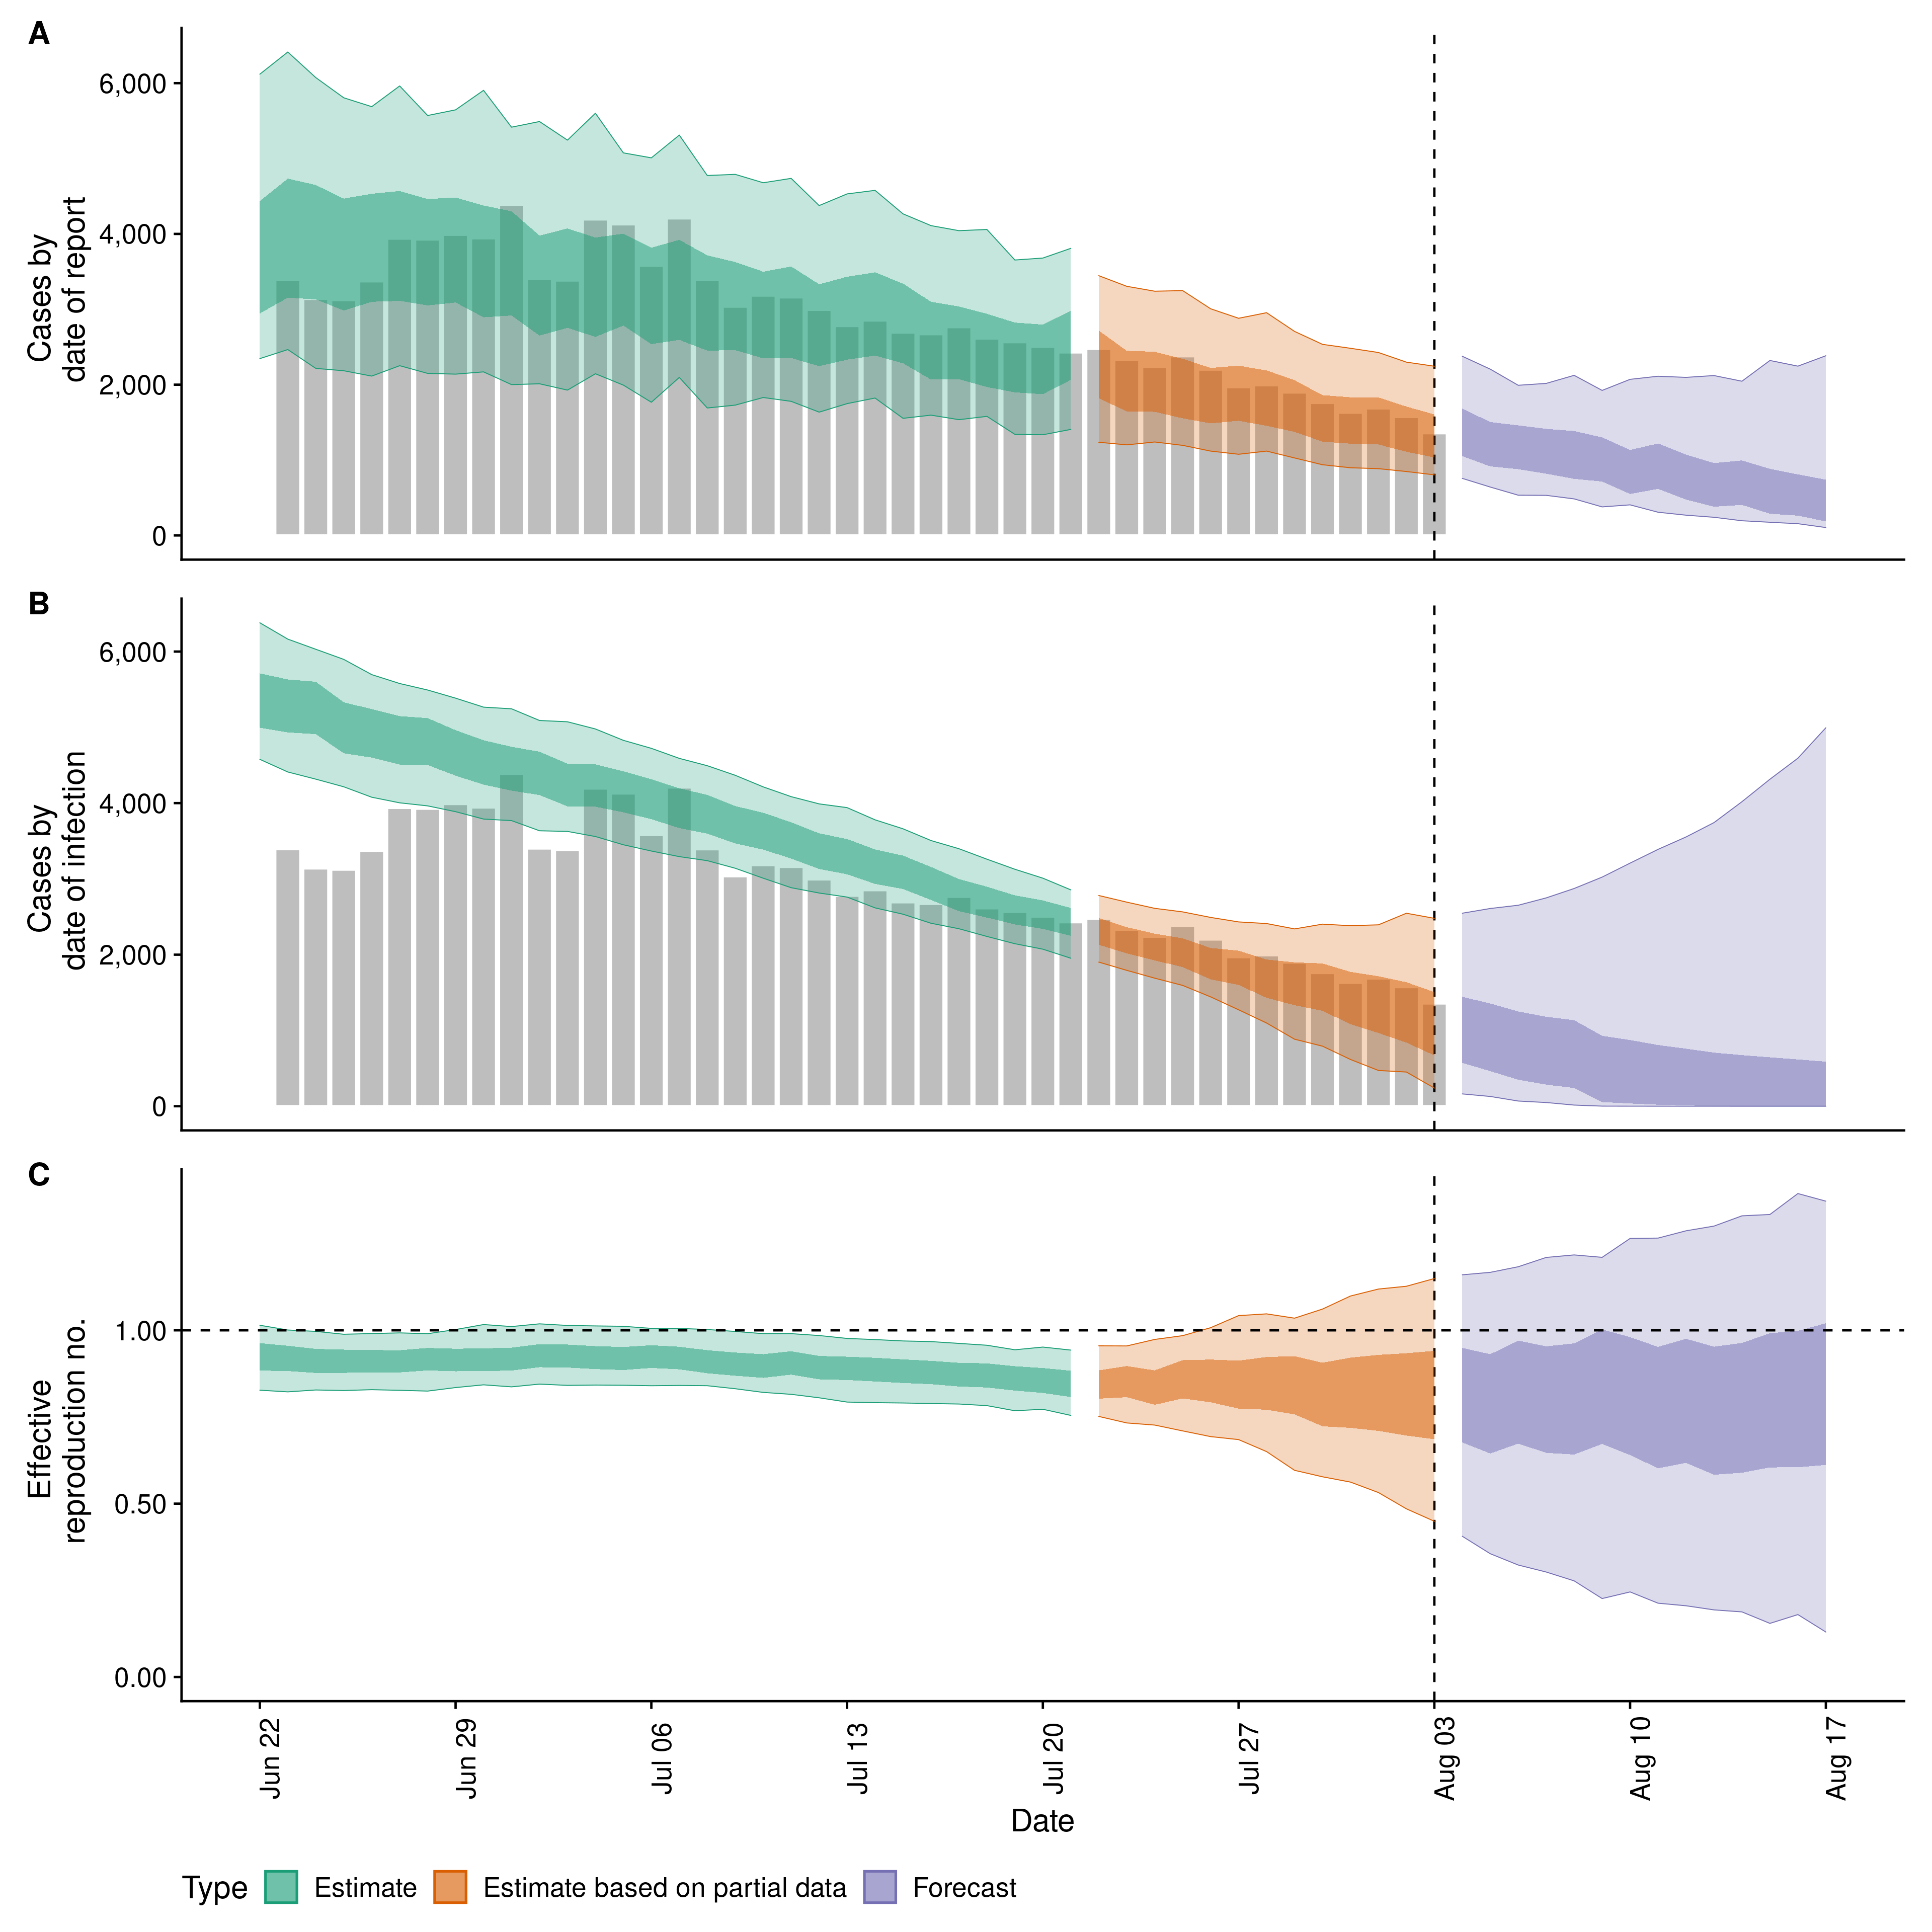 A
Cases by
date of report
6,000
4,000
2,000
0
B
Cases by
date of infection
6,000
4,000
2,000
0
C
Effective
reproduction no.
1.00
0.50
0.00
Jun 22
Jun 29
Jul 06
Jul 13
Jul 20
Jul 27
Aug 03
Aug 10
Aug 17
Date
Type Estimate Estimate based on partial data Forecast